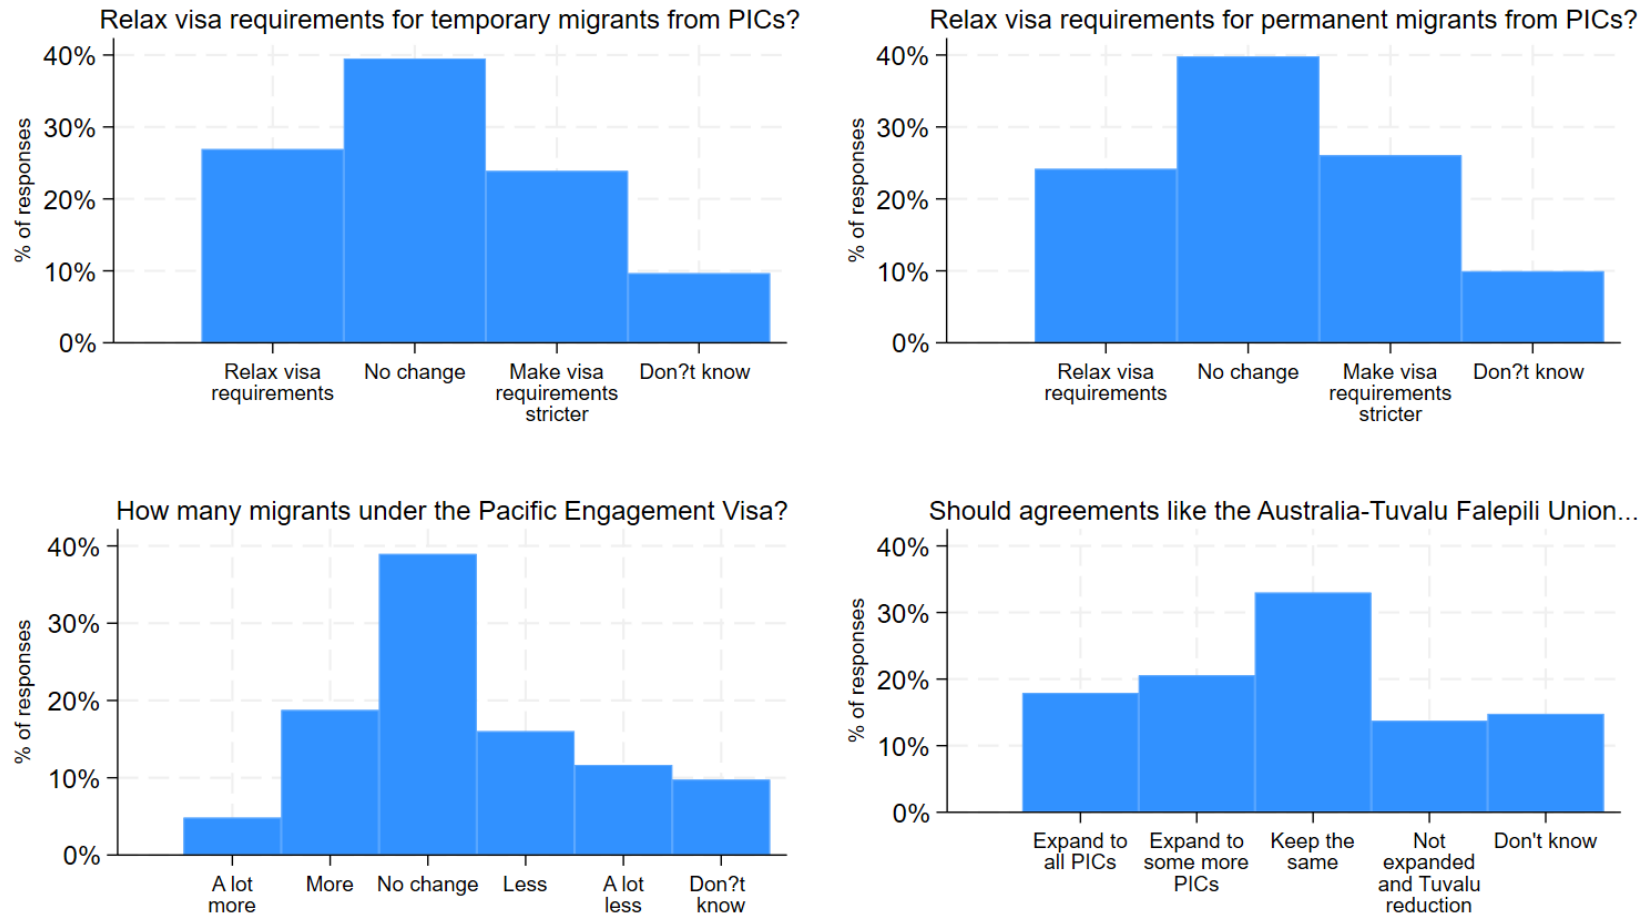 Relax visa requirements for temporary migrants from PICs?
% of responses
40%
30%
20%
10%
0%
Relax visa
requirements
No change
Make visa
requirements
stricter
Don?t know
Relax visa requirements for permanent migrants from PICs?
% of responses
40%
30%
20%
10%
0%
Relax visa
requirements
No change
Make visa
requirements
stricter
Don?t know
How many migrants under the Pacific Engagement Visa?
% of responses
40%
30%
20%
10%
0%
A lot
more
More
No change
Less
A lot
less
Don?t
know
Should agreements like the Australia-Tuvalu Falepili Union...
% of responses
40%
30%
20%
10%
0%
Expand to
all PICs
Expand to
some more
PICs
Keep the
same
Not
expanded
and Tuvalu
reduction
Don't know